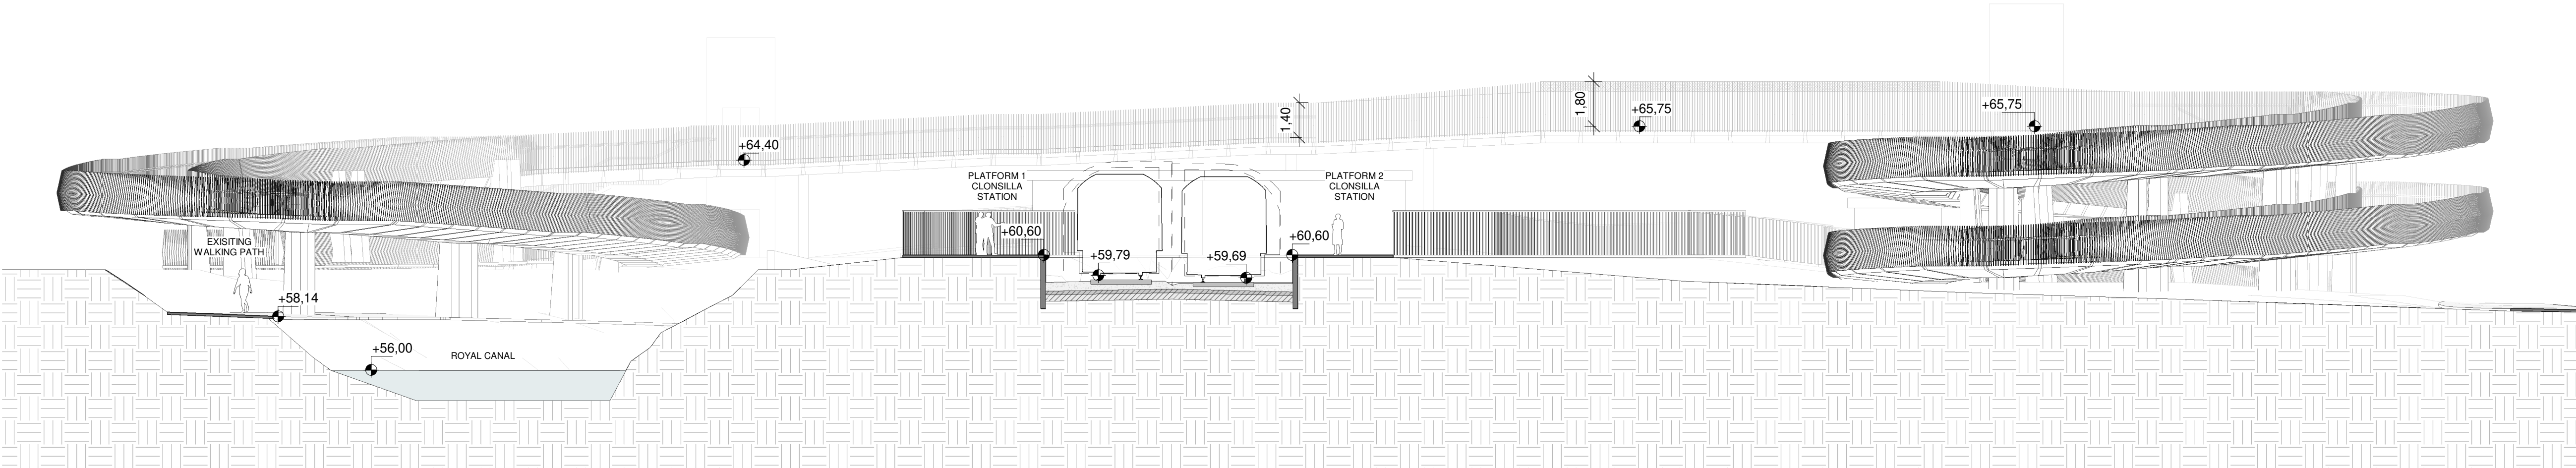 +64,40
1,40
1,80
+65,75
+65,75
PLATFORM 1
CLONSILLA
STATION
PLATFORM 2
CLONSILLA
STATION
+60,60
+60,60
+59,79
+59,69
EXISITING
WALKING PATH
+58,14
+56,00
ROYAL CANAL